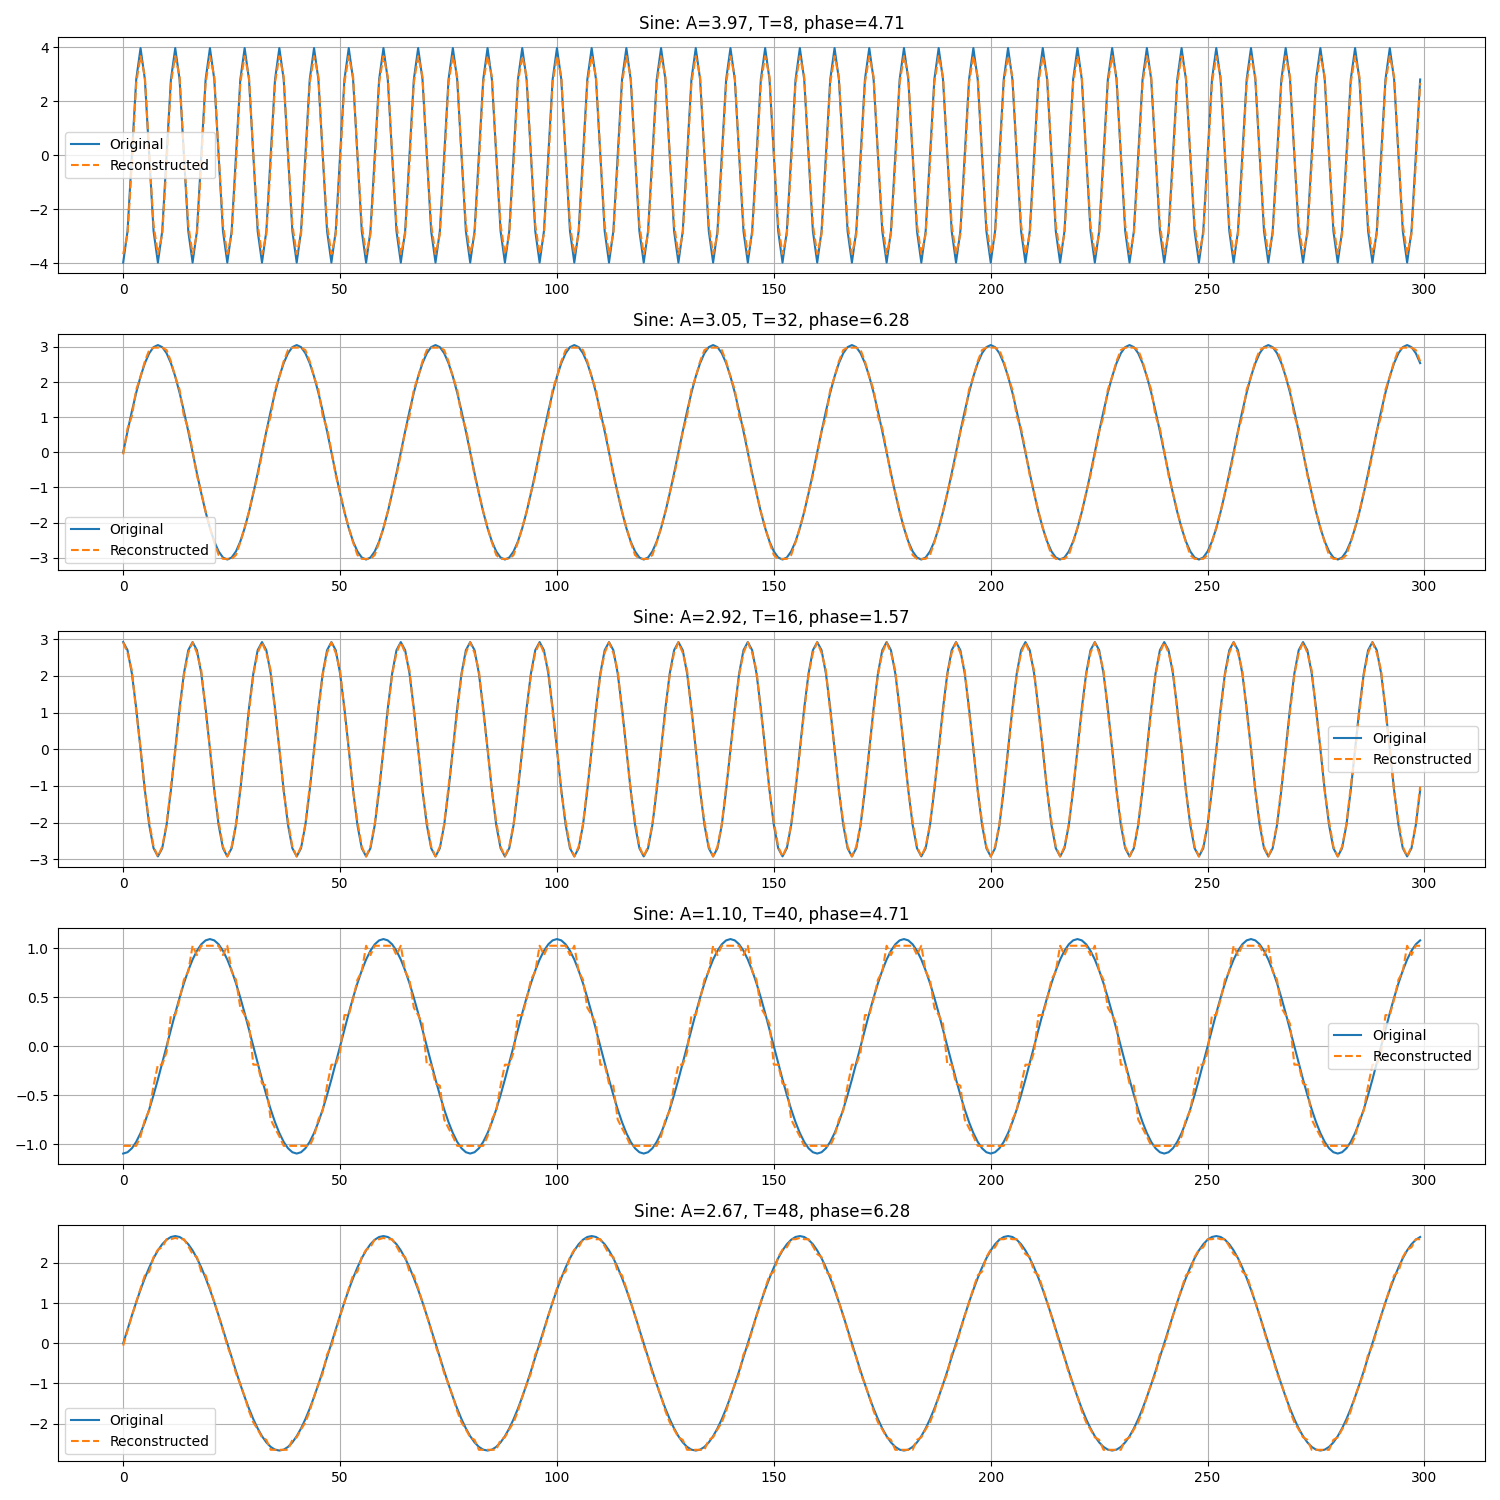 Sine: A=3.97, T=8, phase=4.71
4
2
0
−2
−4
Original
Reconstructed
0 50 100 150 200 250 300
Sine: A=3.05, T=32, phase=6.28
3
2
1
0
−1
−2
−3
Original
Reconstructed
0 50 100 150 200 250 300
Sine: A=2.92, T=16, phase=1.57
3
2
1
0
−1
−2
−3
Original
Reconstructed
0 50 100 150 200 250 300
Sine: A=1.10, T=40, phase=4.71
1.0
0.5
0.0
−0.5
−1.0
Original
Reconstructed
0 50 100 150 200 250 300
Sine: A=2.67, T=48, phase=6.28
2
1
0
−1
−2
Original
Reconstructed
0 50 100 150 200 250 300